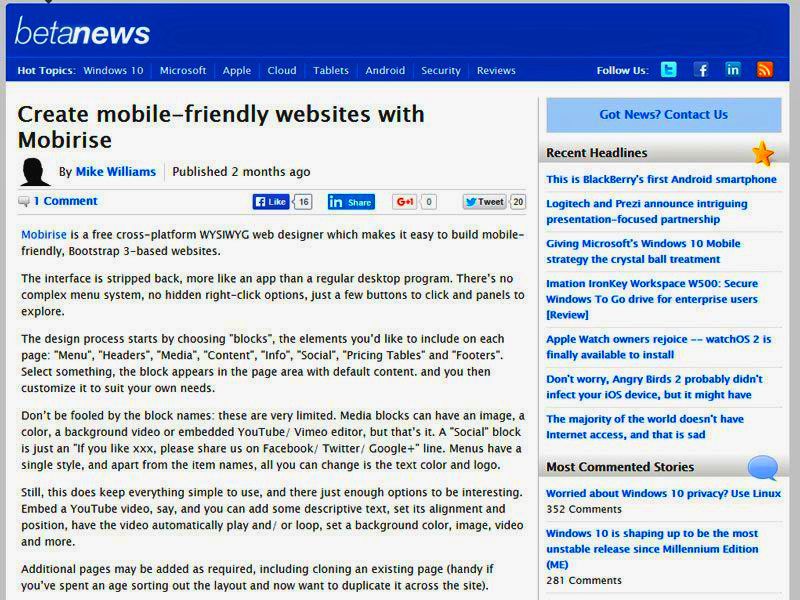 betanews
Hot Topics: Windows 10 Microsoft Apple Cloud Tablets Android Security Reviews Follow Us:
Create mobile-friendly websites with
Mobirise
By Mike Williams Published 2 months ago
1 Comment
Like 16
in Share
G+1 0
Tweet 20
Mobirise is a free cross-platform WYSIWYG web designer which makes it easy to build mobile-
friendly, Bootstrap 3-based websites.
The interface is stripped back, more like an app than a regular desktop program. There's no
complex menu system, no hidden right-click options, just a few buttons to click and panels to
explore.
The design process starts by choosing "blocks", the elements you'd like to include on each
page: "Menu", "Headers", "Media", "Content", "Info", "Social", "Pricing Tables" and "Footers".
Select something, the block appears in the page area with default content. and you then
customize it to suit your own needs.
Don't be fooled by the block names: these are very limited. Media blocks can have an image, a
color, a background video or embedded YouTube/ Vimeo editor, but that's it. A "Social" block
is just an "If you like xxx, please share us on Facebook/ Twitter/ Google+" line. Menus have a
single style, and apart from the item names, all you can change is the text color and logo.
Still, this does keep everything simple to use, and there just enough options to be interesting.
Embed a YouTube video, say, and you can add some descriptive text, set its alignment and
position, have the video automatically play and/ or loop, set a background color, image, video
and more.
Additional pages may be added as required, including cloning an existing page (handy if
you've spent an age sorting out the layout and now want to duplicate it across the site).
Got News? Contact Us
Recent Headlines
This is BlackBerry's first Android smartphone
Logitech and Prezi announce intriguing
presentation-focused partnership
Giving Microsoft's Windows 10 Mobile
strategy the crystal ball treatment
Imation IronKey Workspace W500: Secure
Windows To Go drive for enterprise users
[Review]
Apple Watch owners rejoice -- watchOS 2 is
finally available to install
Don't worry, Angry Birds 2 probably didn't
infect your iOS device, but it might have
The majority of the world doesn't have
Internet access, and that is sad
Most Commented Stories
Worried about Windows 10 privacy? Use Linux
352 Comments
Windows 10 is shaping up to be the most
unstable release since Millennium Edition
(ME)
281 Comments